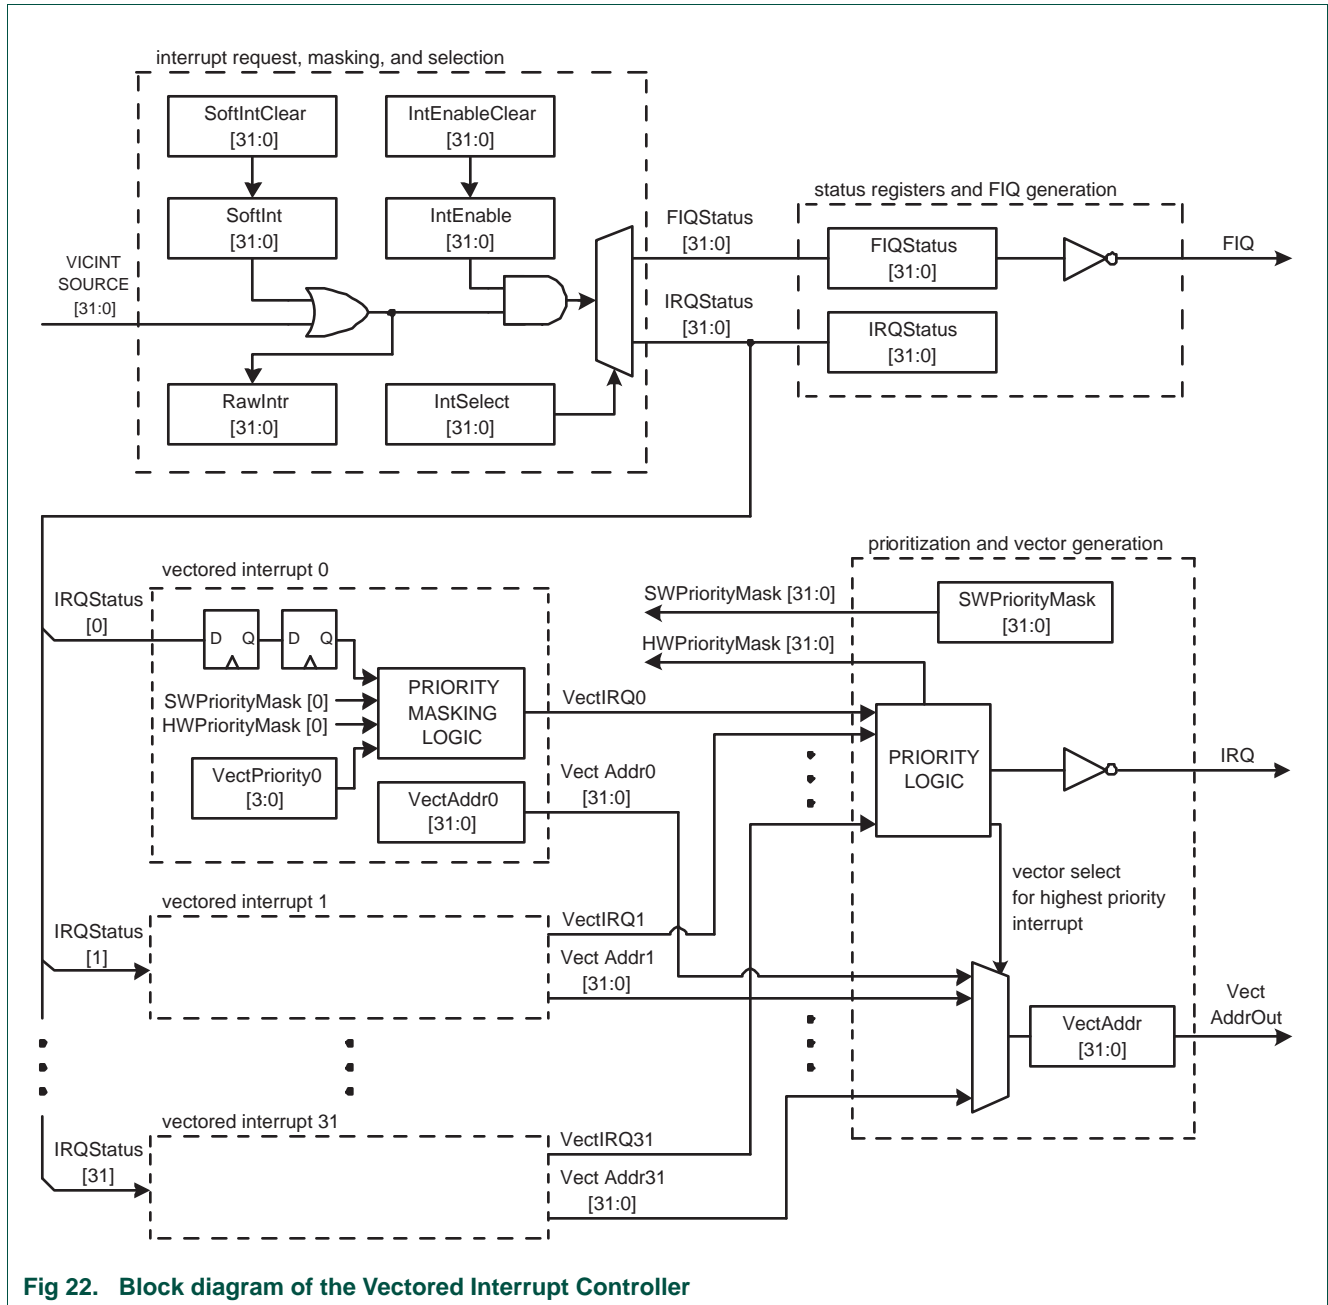 interrupt request, masking, and selection
SoftIntClear
[31:0]
IntEnableClear
[31:0]
SoftInt
[31:0]
IntEnable
[31:0]
VICINT
SOURCE
[31:0]
RawIntr
[31:0]
IntSelect
[31:0]
FIQStatus
[31:0]
IRQStatus
[31:0]
status registers and FIQ generation
FIQStatus
[31:0]
IRQStatus
[31:0]
FIQ
vectored interrupt 0
IRQStatus
[0]
D Q
D Q
SWPriorityMask [0]
HWPriorityMask [0]
PRIORITY
MASKING
LOGIC
VectPriority0
[3:0]
VectAddr0
[31:0]
VectIRQ0
Vect Addr0
[31:0]
prioritization and vector generation
SWPriorityMask [31:0]
HWPriorityMask [31:0]
SWPriorityMask
[31:0]
PRIORITY
LOGIC
IRQ
vector select
for highest priority
interrupt
vectored interrupt 1
IRQStatus
[1]
VectIRQ1
Vect Addr1
[31:0]
VectAddr
[31:0]
Vect
AddrOut
vectored interrupt 31
IRQStatus
[31]
VectIRQ31
Vect Addr31
[31:0]
Fig 22. Block diagram of the Vectored Interrupt Controller